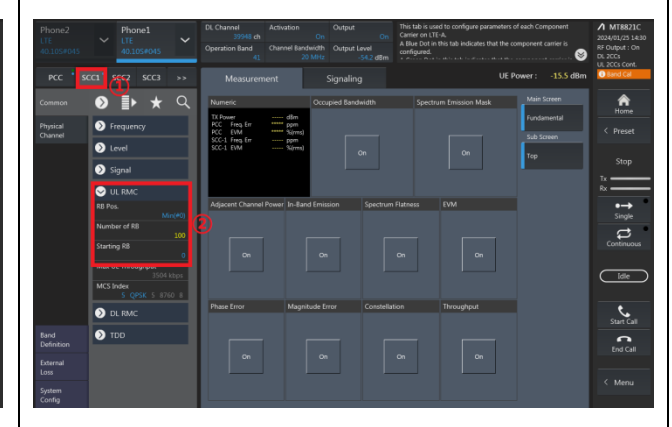 Phone2
LTE
40.105#045
Phone1
LTE
40.105#045
DL Channel
39948 ch
Activation
On
Output
On
Operation Band
41
Channel Bandwidth
20 MHz
Output Level
-54.2 dBm
This tab is used to configure parameters of each Component
Carrier on LTE-A.
A Blue Dot in this tab indicates that the component carrier is
configured.
MT8821C
2024/01/25 14:30
RF Output : On
DL 2CCs
UL 2CCs Cont.
Band Cal
PCC
SCC1
SCC2
SCC3
>>
①
Measurement
Signaling
UE Power : -15.5 dBm
Common
Physical
Channel
Frequency
Level
Signal
UL RMC
RB Pos.
Min(#0)
Number of RB
100
Starting RB
0
②
3504 kbps
MCS Index
5 QPSK 5 8760 8
DL RMC
TDD
Band
Definition
External
Loss
System
Config
Numeric
TX Power ----- dBm
PCC Freq. Err ***** ppm
PCC EVM ***** %(rms)
SCC-1 Freq. Err ----- ppm
SCC-1 EVM ----- %(rms)
Occupied Bandwidth
On
Spectrum Emission Mask
On
Main Screen
Fundamental
Sub Screen
Top
Adjacent Channel Power
On
In-Band Emission
On
Spectrum Flatness
On
EVM
On
Phase Error
On
Magnitude Error
On
Constellation
On
Throughput
On
Home
< Preset
Stop
Tx
Rx
Single
Continuous
Idle
Start Call
End Call
< Menu